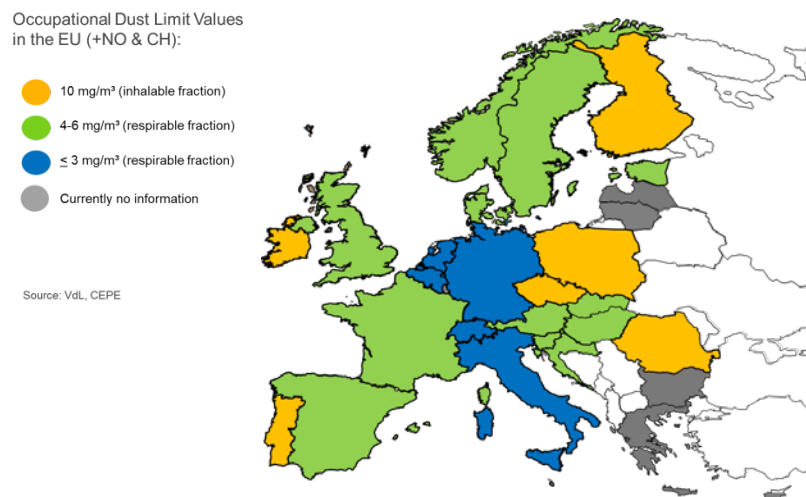 Occupational Dust Limit Values
in the EU (+NO & CH):
10 mg/m³ (inhalable fraction)
4-6 mg/m³ (respirable fraction)
≤ 3 mg/m³ (respirable fraction)
Currently no information
Source: VdL, CEPE